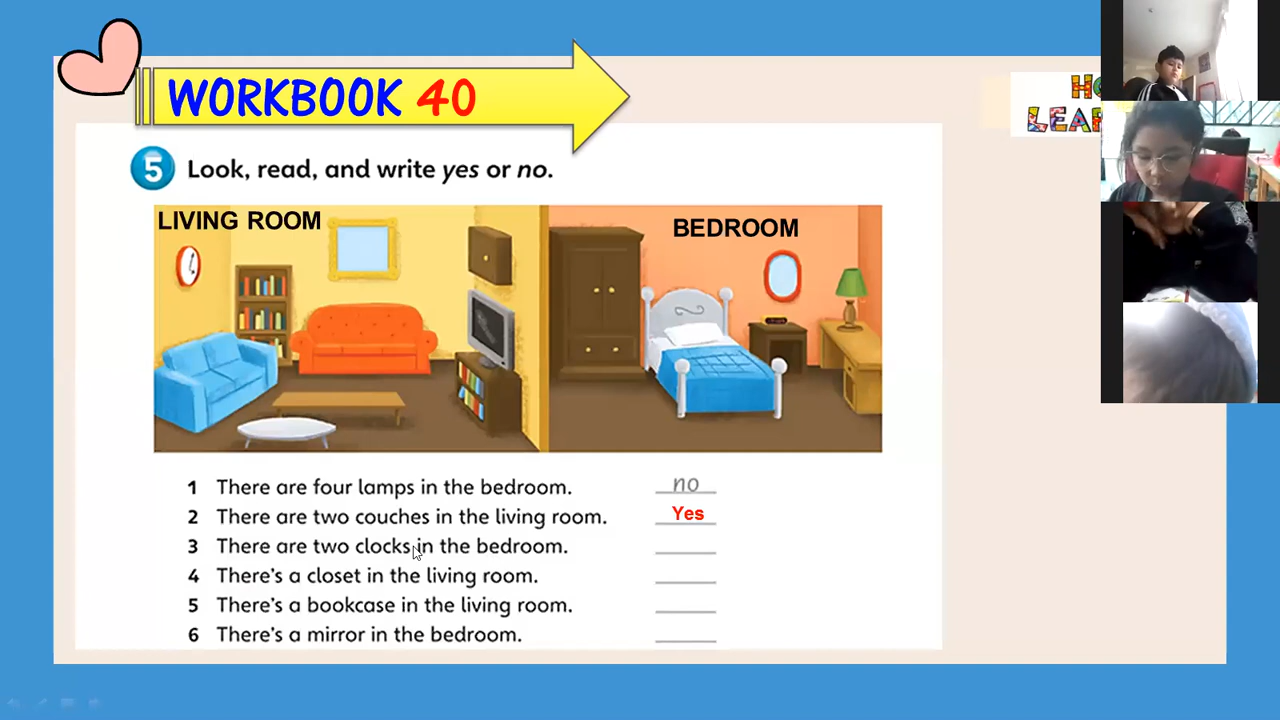 WORKBOOK 40
5 Look, read, and write yes or no.
LIVING ROOM
BEDROOM
1 There are four lamps in the bedroom. no
2 There are two couches in the living room. Yes
3 There are two clocks in the bedroom.
4 There's a closet in the living room.
5 There's a bookcase in the living room.
6 There's a mirror in the bedroom.